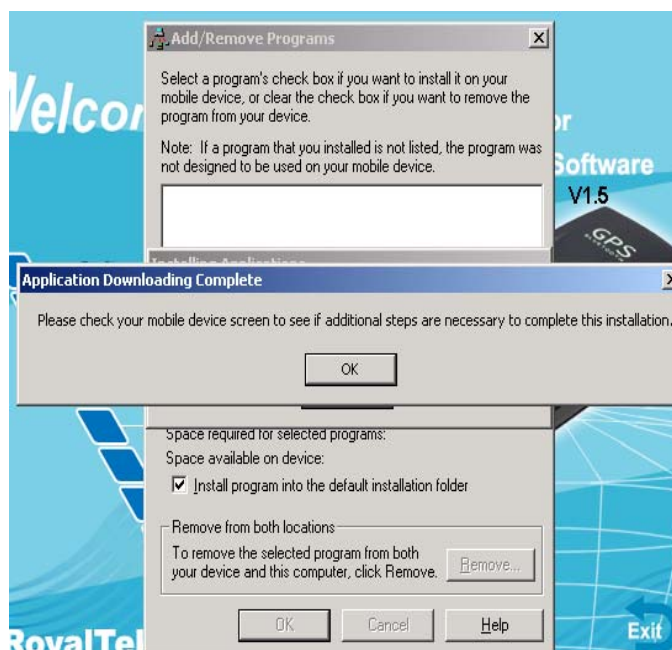 Add/Remove Programs
Select a program's check box if you want to install it on your
mobile device, or clear the check box if you want to remove the
program from your device.
Note: If a program that you installed is not listed, the program was
not designed to be used on your mobile device.
Software
V1.5
GPS
BLUETOOTH
Installing Applications
Application Downloading Complete
Please check your mobile device screen to see if additional steps are necessary to complete this installation.
OK
Space required for selected programs:
Space available on device:
Install program into the default installation folder
Remove from both locations
To remove the selected program from both
your device and this computer, click Remove.
Remove...
OK
Cancel
Help
RoyalTe
Exit